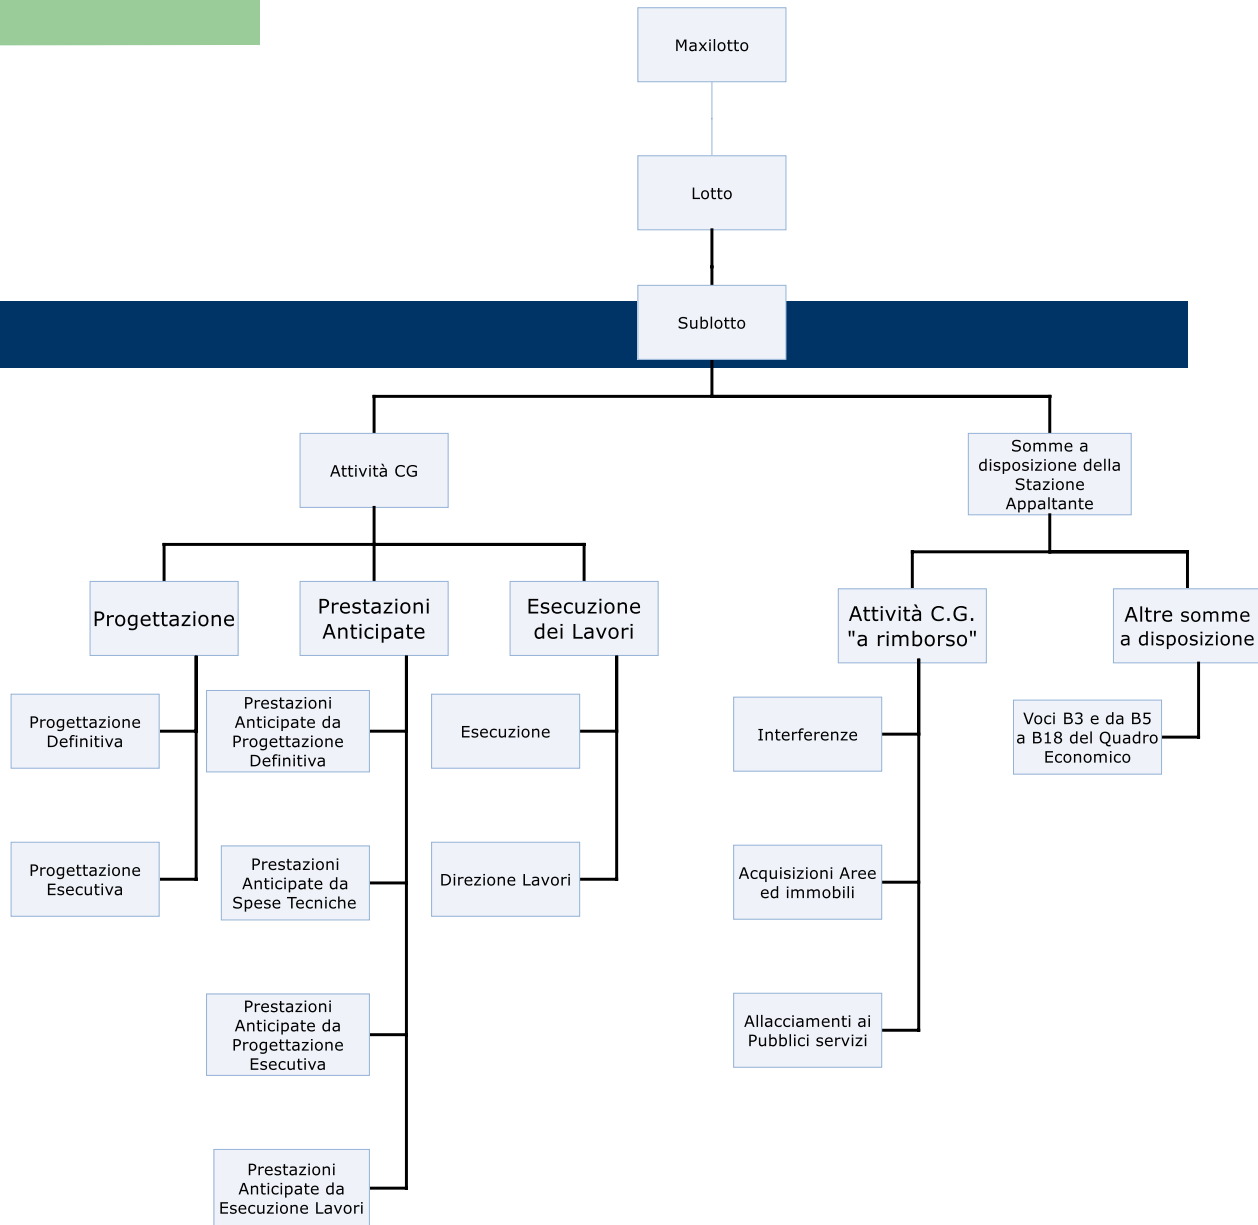 Maxilotto
Lotto
Sublotto
Attività CG
Somme a
disposizione della
Stazione
Appaltante
Progettazione
Prestazioni
Anticipate
Esecuzione
dei Lavori
Attività C.G.
"a rimborso"
Altre somme
a disposizione
Progettazione
Definitiva
Prestazioni
Anticipate da
Progettazione
Definitiva
Esecuzione
Interferenze
Voci B3 e da B5
a B18 del Quadro
Economico
Progettazione
Esecutiva
Prestazioni
Anticipate da
Spese Tecniche
Direzione Lavori
Acquisizioni Aree
ed immobili
Prestazioni
Anticipate da
Progettazione
Esecutiva
Allacciamenti ai
Pubblici servizi
Prestazioni
Anticipate da
Esecuzione Lavori